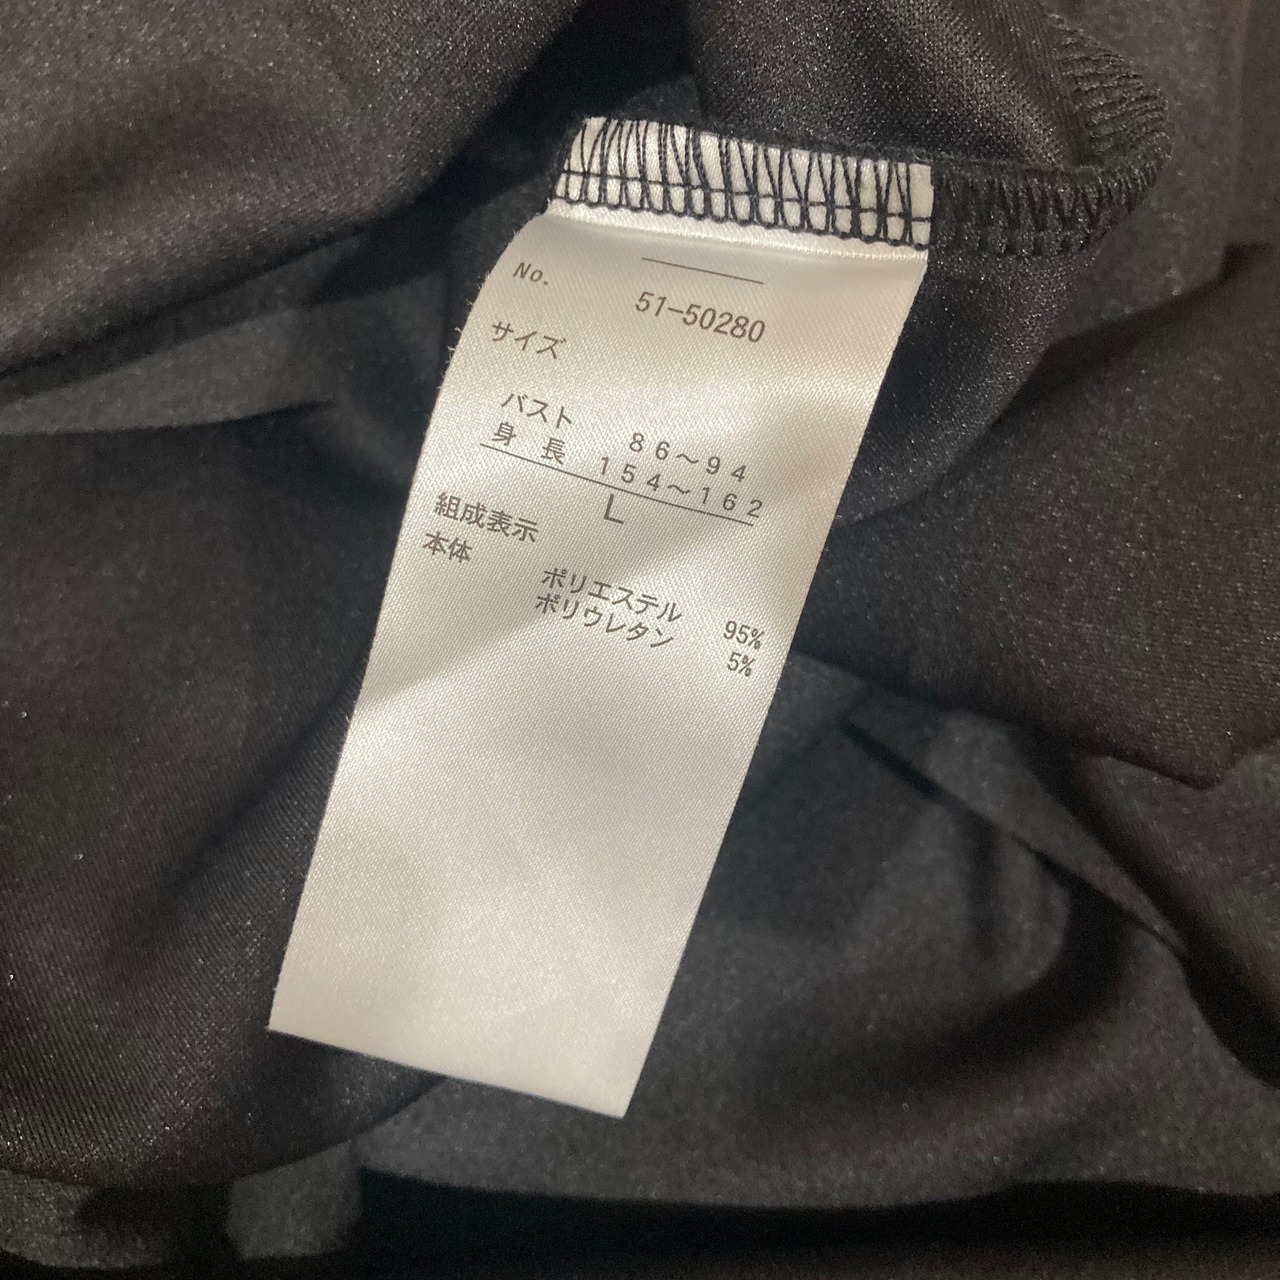 No. 51-50280
サイズ
バスト 86～94
身長 154～162
L
組成表示
本体
ポリエステル 95%
ポリウレタン 5%